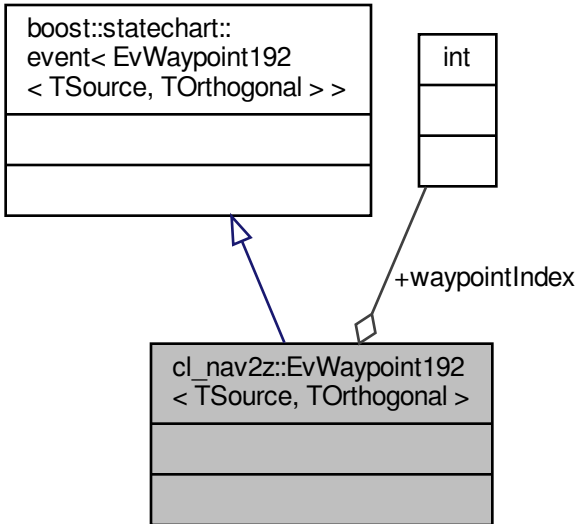 boost::statechart::
event< EvWaypoint192
< TSource, TOrthogonal > >
int
+waypointIndex
cl_nav2z::EvWaypoint192
< TSource, TOrthogonal >